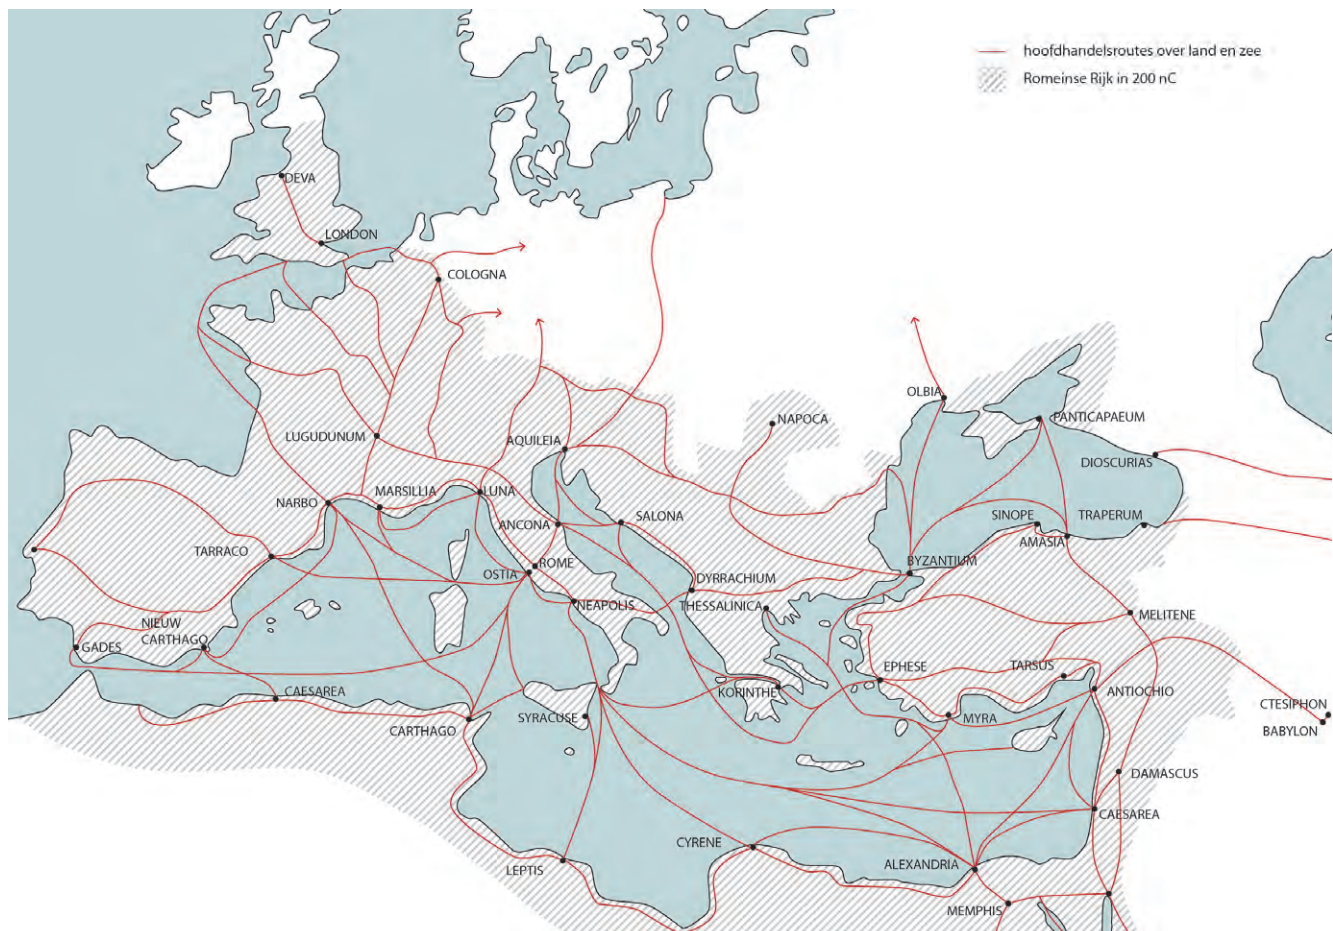 hoofdhandelsroutes over land en zee
Romeinse Rijk in 200 nC
DEVA
LONDON
COLOGNA
OLBIA
NAPOCA
PANTICAPAEUM
LUGUDUNUM
AQUILEIA
DIOSCURIAS
NARBO
MARSILLIA
LUNA
ANCONA
SALONA
SINOPE
TRAPERUM
AMASIA
TARRACO
OSTIA
ROME
BYZANTIUM
DYRRACHIUM
NEAPOLIS
THESSALINICA
MELITENE
NIEUW
CARTHAGO
GADES
EPHESE
TARSUS
CAESAREA
KORINTHE
ANTIOCHIO
CTESIPHON
BABYLON
CARTHAGO
SYRACUSE
MYRA
DAMASCUS
CAESAREA
CYRENE
LEPTIS
ALEXANDRIA
MEMPHIS